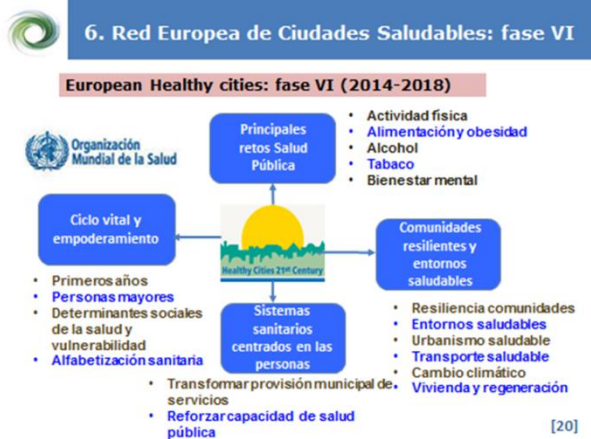 6. Red Europea de Ciudades Saludables: fase VI
European Healthy cities: fase VI (2014-2018)
Organización
Mundial de la Salud
Principales
retos Salud
Pública
• Actividad física
• Alimentación y obesidad
• Alcohol
• Tabaco
• Bienestar mental
Ciclo vital y
empoderamiento
Healthy Cities 21st Century
Comunidades
resilientes y
entornos
saludables
• Primeros años
• Personas mayores
• Determinantes sociales
de la salud y
vulnerabilidad
• Alfabetización sanitaria
Sistemas
sanitarios
centrados en las
personas
• Resiliencia comunidades
• Entornos saludables
• Urbanismo saludable
• Transporte saludable
• Cambio climático
• Vivienda y regeneración
• Transformar provisión municipal de
servicios
• Reforzar capacidad de salud
pública
[20]